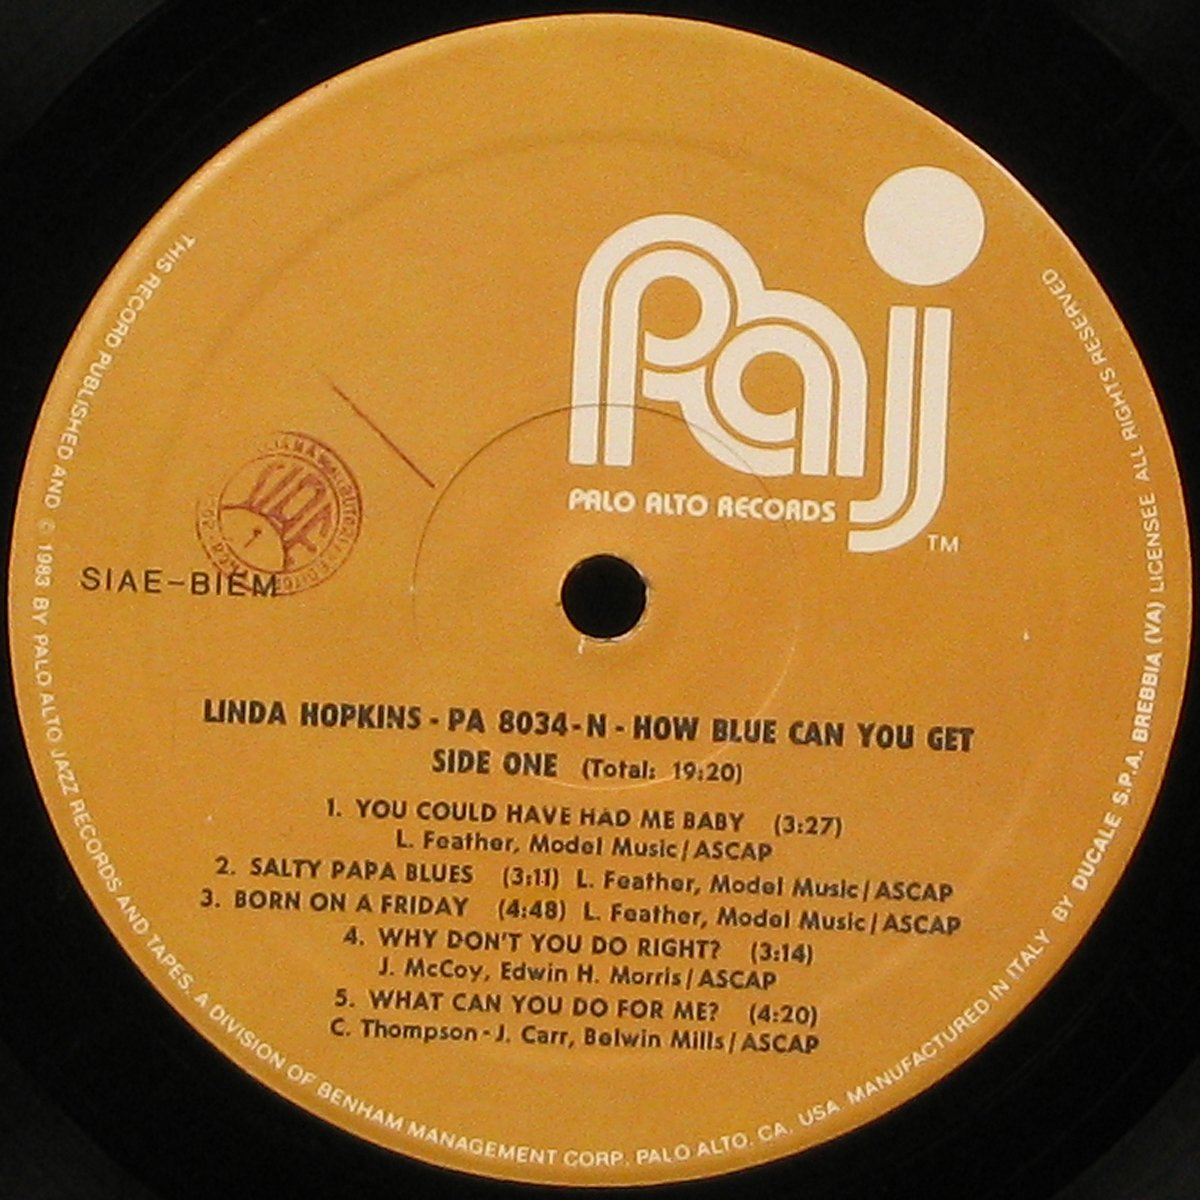 paj
PALO ALTO RECORDS
TM
SIAE-BIEM
LINDA HOPKINS - PA 8034-N - HOW BLUE CAN YOU GET
SIDE ONE (Total: 19:20)
1. YOU COULD HAVE HAD ME BABY (3:27)
L. Feather, Model Music/ASCAP
2. SALTY PAPA BLUES (3:11) L. Feather, Model Music/ASCAP
3. BORN ON A FRIDAY (4:48) L. Feather, Model Music/ASCAP
4. WHY DON'T YOU DO RIGHT? (3:14)
J. McCoy, Edwin H. Morris/ASCAP
5. WHAT CAN YOU DO FOR ME? (4:20)
C. Thompson - J. Carr, Belwin Mills/ASCAP
THIS RECORD PUBLISHED AND © 1983 BY PALO ALTO JAZZ RECORDS AND TAPES. A DIVISION OF BENHAM MANAGEMENT CORP. PALO ALTO. CA. USA MANUFACTURED IN ITALY BY DUCALE S.P.A. BREBBIA (VA) LICENSEE ALL RIGHTS RESERVED